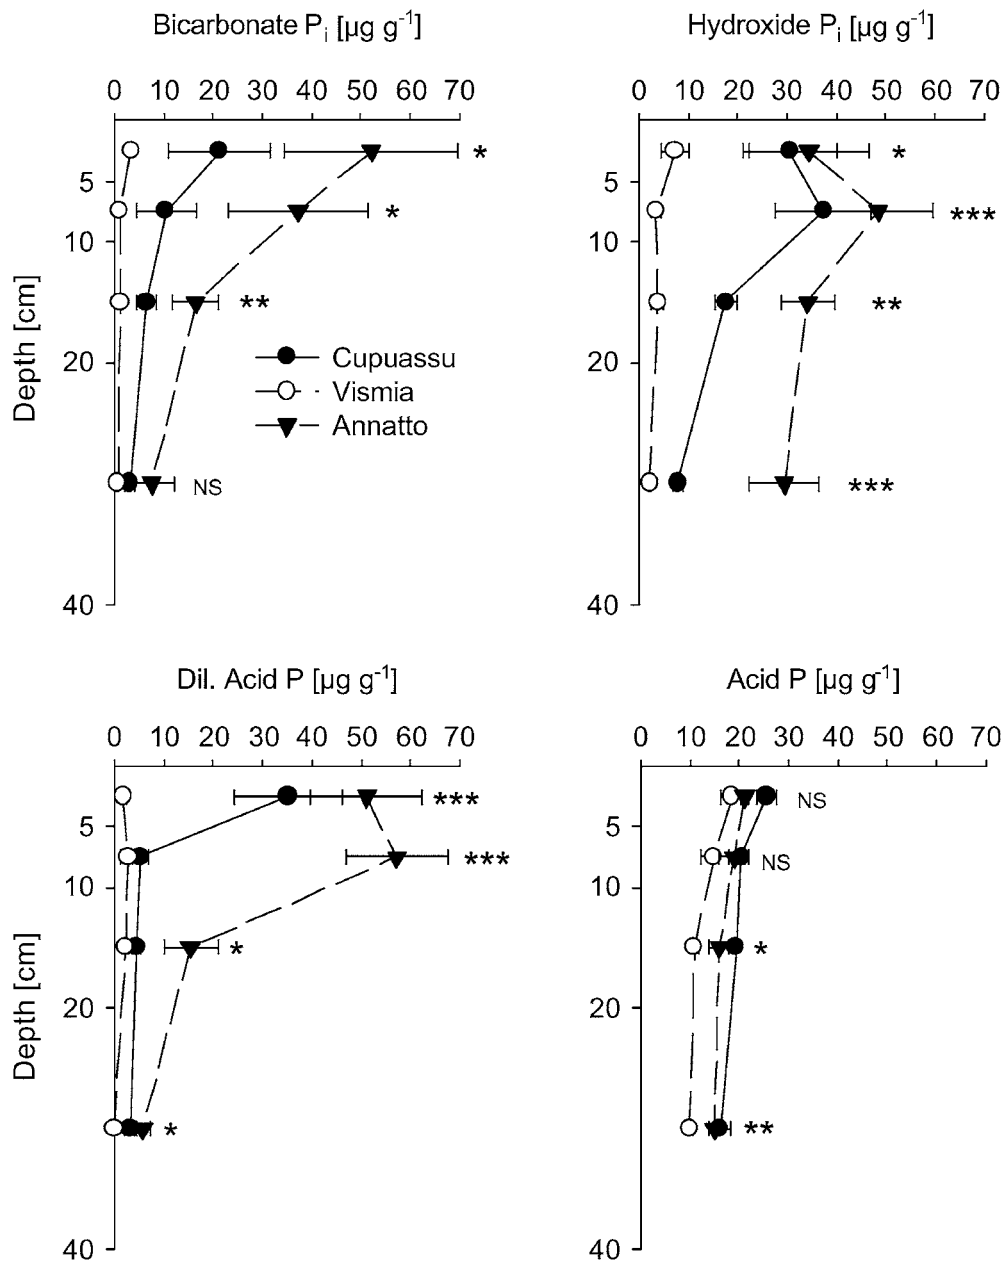 Bicarbonate Pi [µg g-1]
0 10 20 30 40 50 60 70
*
5
*
10
**
20
Depth [cm]
Cupuassu
Vismia
Annatto
NS
40
Hydroxide Pi [µg g-1]
0 10 20 30 40 50 60 70
*
5
***
10
**
20
***
40
Dil. Acid P [µg g-1]
0 10 20 30 40 50 60 70
***
5
***
10
*
20
Depth [cm]
*
40
Acid P [µg g-1]
0 10 20 30 40 50 60 70
NS
5
NS
10
*
20
**
40